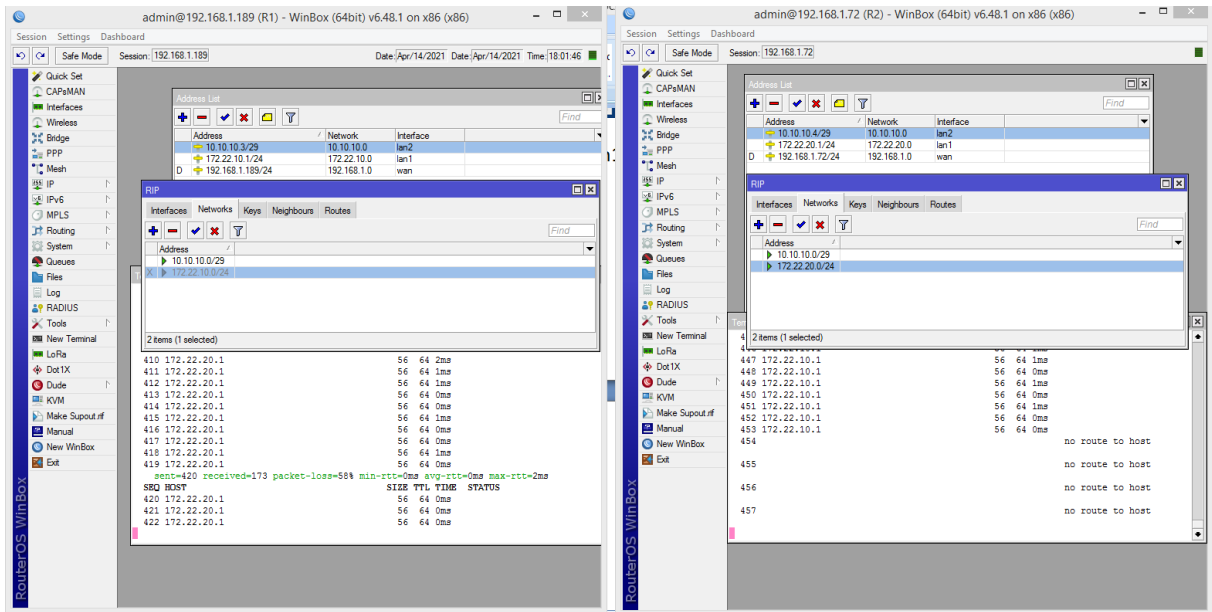 admin@192.168.1.189 (R1) - WinBox (64bit) v6.48.1 on x86 (x86)
Session Settings Dashboard
Safe Mode Session: 192.168.1.189 Date: Apr/14/2021 Date: Apr/14/2021 Time: 18:01:46
Quick Set
CAPsMAN
Interfaces
Wireless
Bridge
PPP
Mesh
IP
IPv6
MPLS
Routing
System
Queues
Files
Log
RADIUS
Tools
New Terminal
LoRa
Dot1X
Dude
KVM
Make Supout.rif
Manual
New WinBox
Exit
RouterOS WinBox
Address List
Find
Address Network Interface
10.10.10.3/29 10.10.10.0 lan2
172.22.10.1/24 172.22.10.0 lan1
D 192.168.1.189/24 192.168.1.0 wan
RIP
Interfaces Networks Keys Neighbours Routes
Find
Address
10.10.10.0/29
X 172.22.10.0/24
2 items (1 selected)
410 172.22.20.1 56 64 2ms
411 172.22.20.1 56 64 1ms
412 172.22.20.1 56 64 1ms
413 172.22.20.1 56 64 0ms
414 172.22.20.1 56 64 0ms
415 172.22.20.1 56 64 1ms
416 172.22.20.1 56 64 0ms
417 172.22.20.1 56 64 0ms
418 172.22.20.1 56 64 1ms
419 172.22.20.1 56 64 0ms
sent=420 received=173 packet-loss=58% min-rtt=0ms avg-rtt=0ms max-rtt=2ms
SEQ HOST SIZE TTL TIME STATUS
420 172.22.20.1 56 64 0ms
421 172.22.20.1 56 64 0ms
422 172.22.20.1 56 64 0ms
admin@192.168.1.72 (R2) - WinBox (64bit) v6.48.1 on x86 (x86)
Session Settings Dashboard
Safe Mode Session: 192.168.1.72
Quick Set
CAPsMAN
Interfaces
Wireless
Bridge
PPP
Mesh
IP
IPv6
MPLS
Routing
System
Queues
Files
Log
RADIUS
Tools
New Terminal
LoRa
Dot1X
Dude
KVM
Make Supout.rif
Manual
New WinBox
Exit
RouterOS WinBox
Address List
Find
Address Network Interface
10.10.10.4/29 10.10.10.0 lan2
172.22.20.1/24 172.22.20.0 lan1
D 192.168.1.72/24 192.168.1.0 wan
RIP
Interfaces Networks Keys Neighbours Routes
Find
Address
10.10.10.0/29
172.22.20.0/24
2 items (1 selected)
447 172.22.10.1 56 64 1ms
448 172.22.10.1 56 64 0ms
449 172.22.10.1 56 64 1ms
450 172.22.10.1 56 64 0ms
451 172.22.10.1 56 64 1ms
452 172.22.10.1 56 64 0ms
453 172.22.10.1 56 64 0ms
454 no route to host
455 no route to host
456 no route to host
457 no route to host